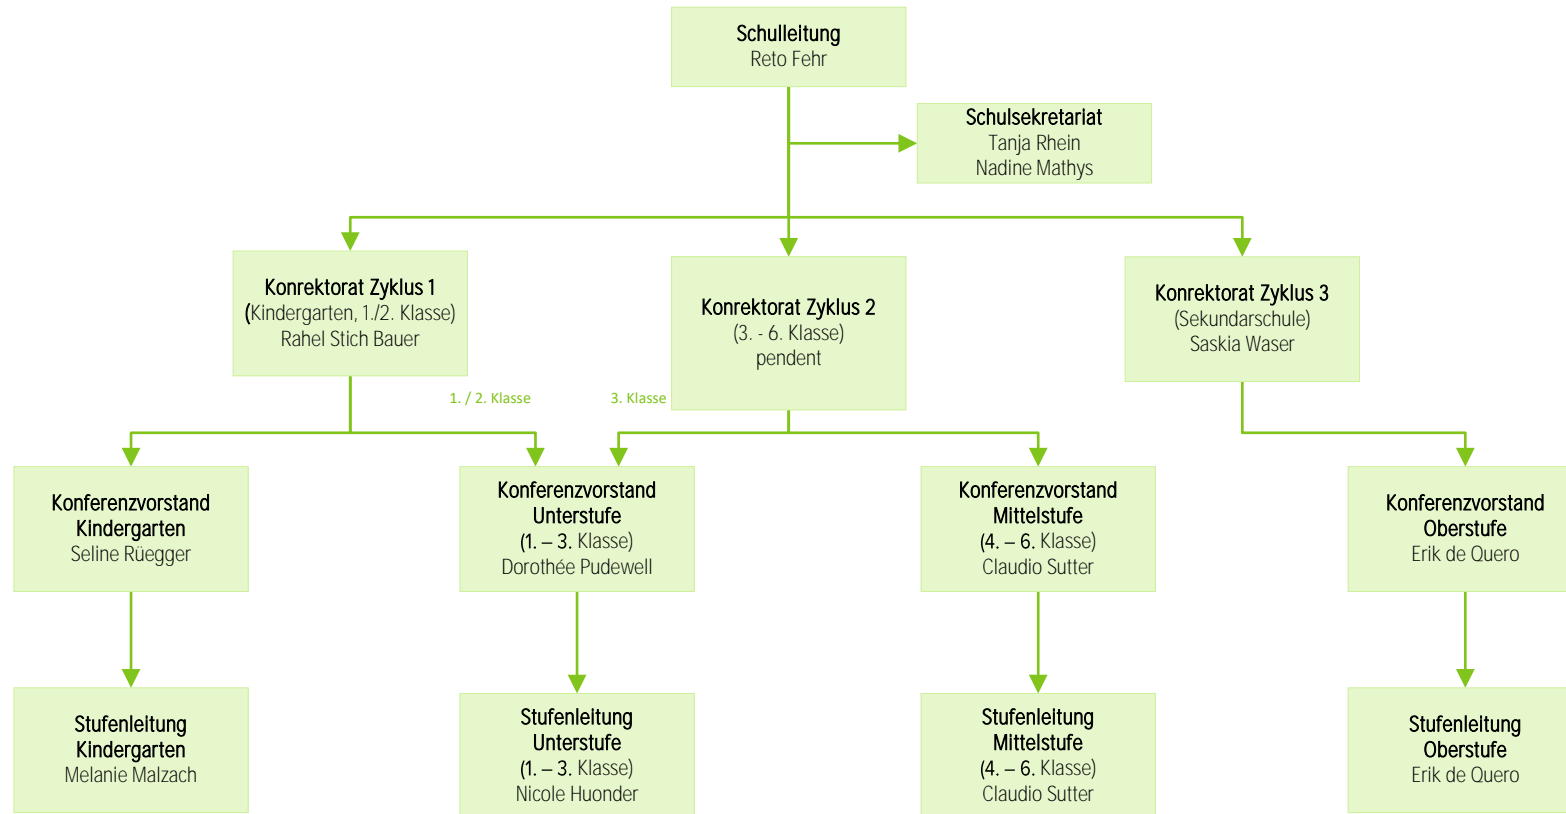 Schulleitung
Reto Fehr
Schulsekretariat
Tanja Rhein
Nadine Mathys
Konrektorat Zyklus 1
(Kindergarten, 1./2. Klasse)
Rahel Stich Bauer
Konrektorat Zyklus 2
(3. - 6. Klasse)
pendent
Konrektorat Zyklus 3
(Sekundarschule)
Saskia Waser
1. / 2. Klasse
3. Klasse
Konferenzvorstand
Kindergarten
Seline Rüegger
Konferenzvorstand
Unterstufe
(1. – 3. Klasse)
Dorothée Pudewell
Konferenzvorstand
Mittelstufe
(4. – 6. Klasse)
Claudio Sutter
Konferenzvorstand
Oberstufe
Erik de Quero
Stufenleitung
Kindergarten
Melanie Malzach
Stufenleitung
Unterstufe
(1. – 3. Klasse)
Nicole Huonder
Stufenleitung
Mittelstufe
(4. – 6. Klasse)
Claudio Sutter
Stufenleitung
Oberstufe
Erik de Quero